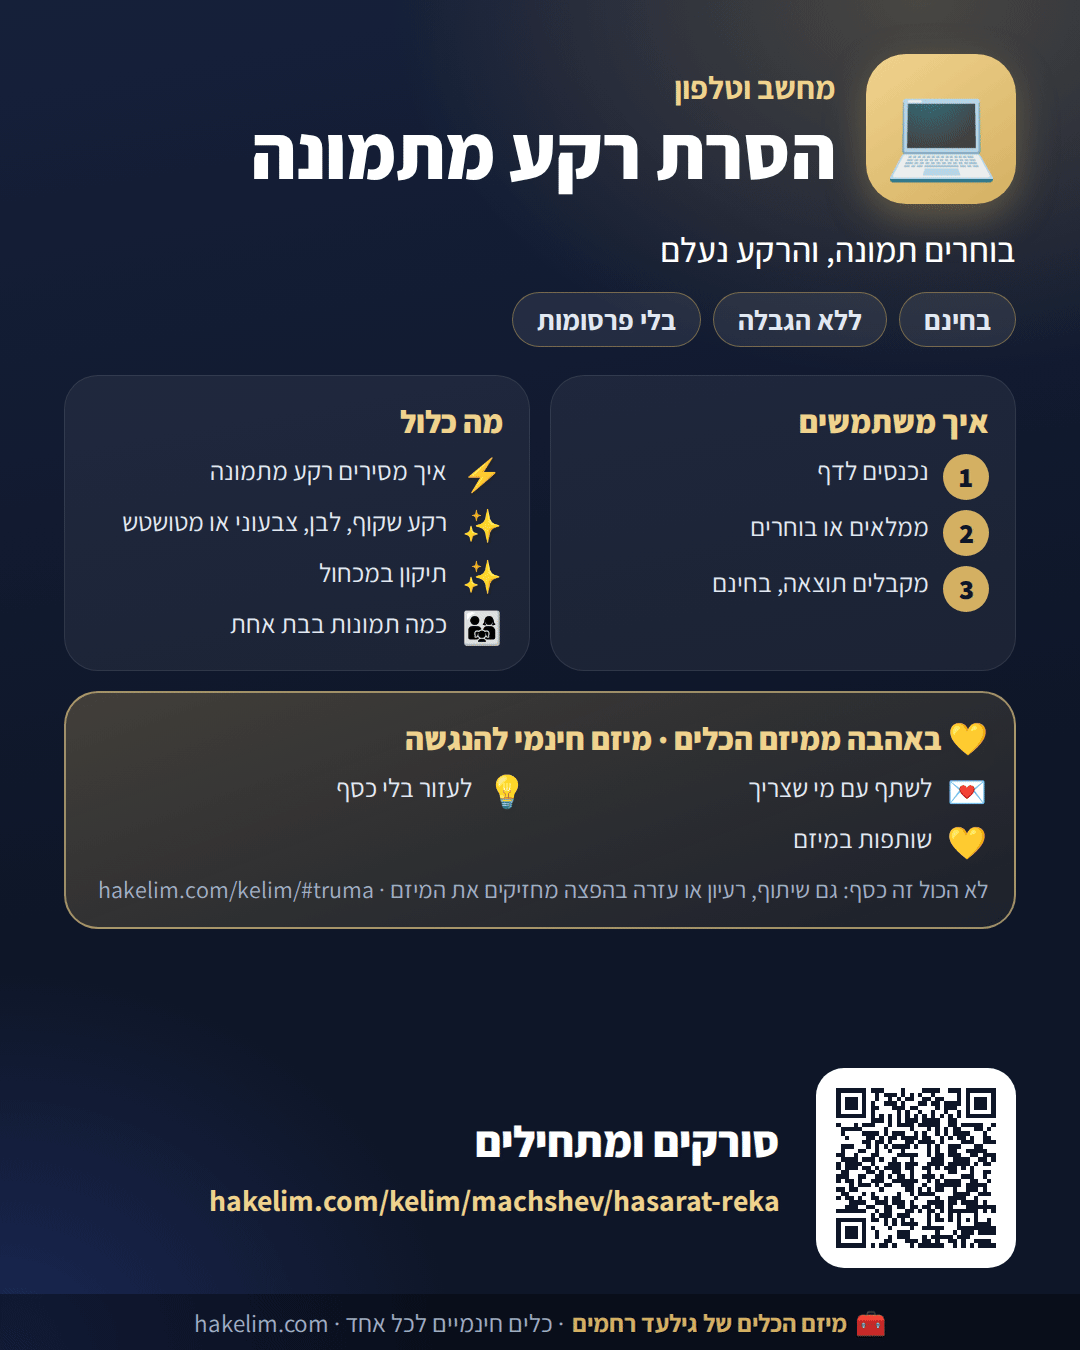 מחשב וטלפון
הסרת רקע מתמונה
בוחרים תמונה, והרקע נעלם
בחינם
ללא הגבלה
בלי פרסומות
איך משתמשים
1 נכנסים לדף
2 ממלאים או בוחרים
3 מקבלים תוצאה, בחינם
מה כלול
איך מסירים רקע מתמונה
רקע שקוף, לבן, צבעוני או מטושטש
תיקון במכחול
כמה תמונות בבת אחת
באהבה ממיזם הכלים · מיזם חינמי להנגשה
לשתף עם מי שצריך
לעזור בלי כסף
שותפות במיזם
לא הכול זה כסף: גם שיתוף, רעיון או עזרה בהפצה מחזיקים את המיזם · hakelim.com/kelim/#truma
סורקים ומתחילים
hakelim.com/kelim/machshev/hasarat-reka
מיזם הכלים של גילעד רחמים · כלים חינמיים לכל אחד · hakelim.com